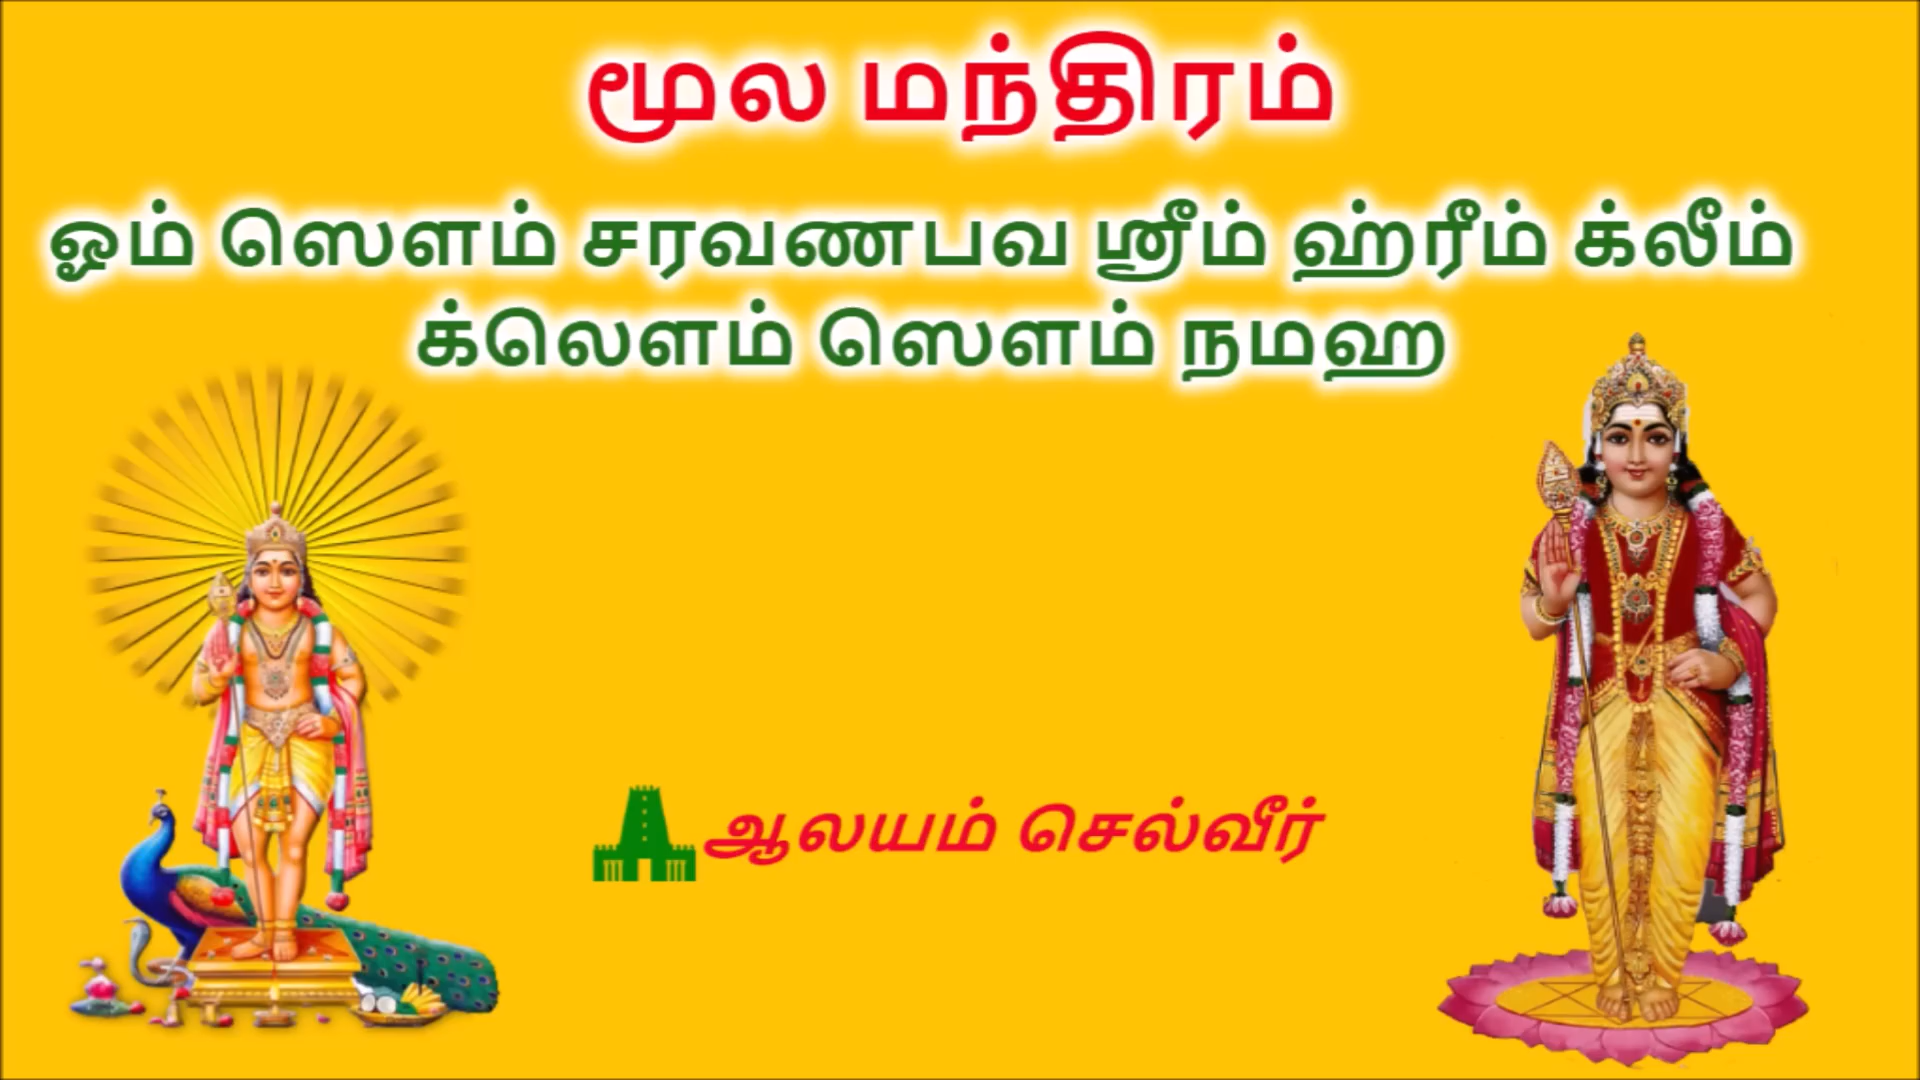 மூல மந்திரம்
ஓம் ஸௌம் சரவணபவ ஸ்ரீம் ஹ்ரீம் க்லீம்
க்லௌம் ஸௌம் நமஹ
ஆலயம் செல்வீர்